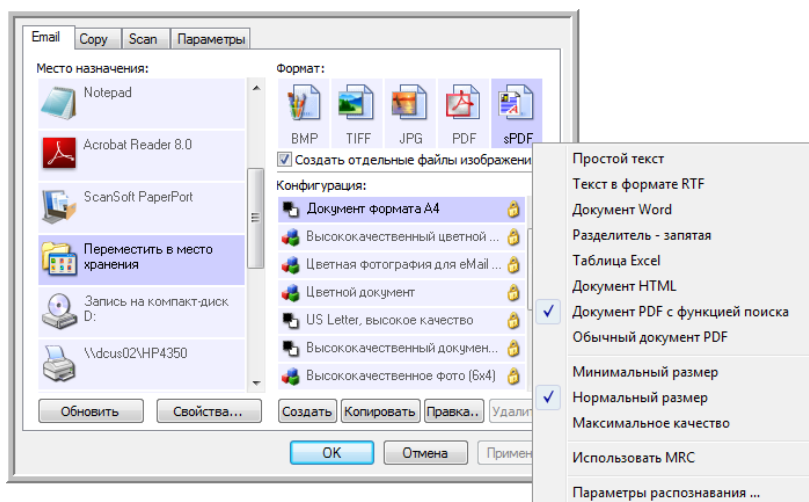 Email
Copy
Scan
Параметры
Место назначения:
Notepad
Acrobat Reader 8.0
ScanSoft PaperPort
Переместить в место
хранения
Запись на компакт-диск
D:
\\dcus02\HP4350
Обновить
Свойства...
Формат:
BMP
TIFF
JPG
PDF
sPDF
Создать отдельные файлы изображени
Конфигурация:
Документ формата A4
Высококачественный цветной ...
Цветная фотография для eMail ...
Цветной документ
US Letter, высокое качество
Высококачественный докумен...
Высококачественное фото (6x4)
Создать
Копировать
Правка..
Удалит
OK
Отмена
Примен
Простой текст
Текст в формате RTF
Документ Word
Разделитель - запятая
Таблица Excel
Документ HTML
Документ PDF с функцией поиска
Обычный документ PDF
Минимальный размер
Нормальный размер
Максимальное качество
Использовать MRC
Параметры распознавания ...